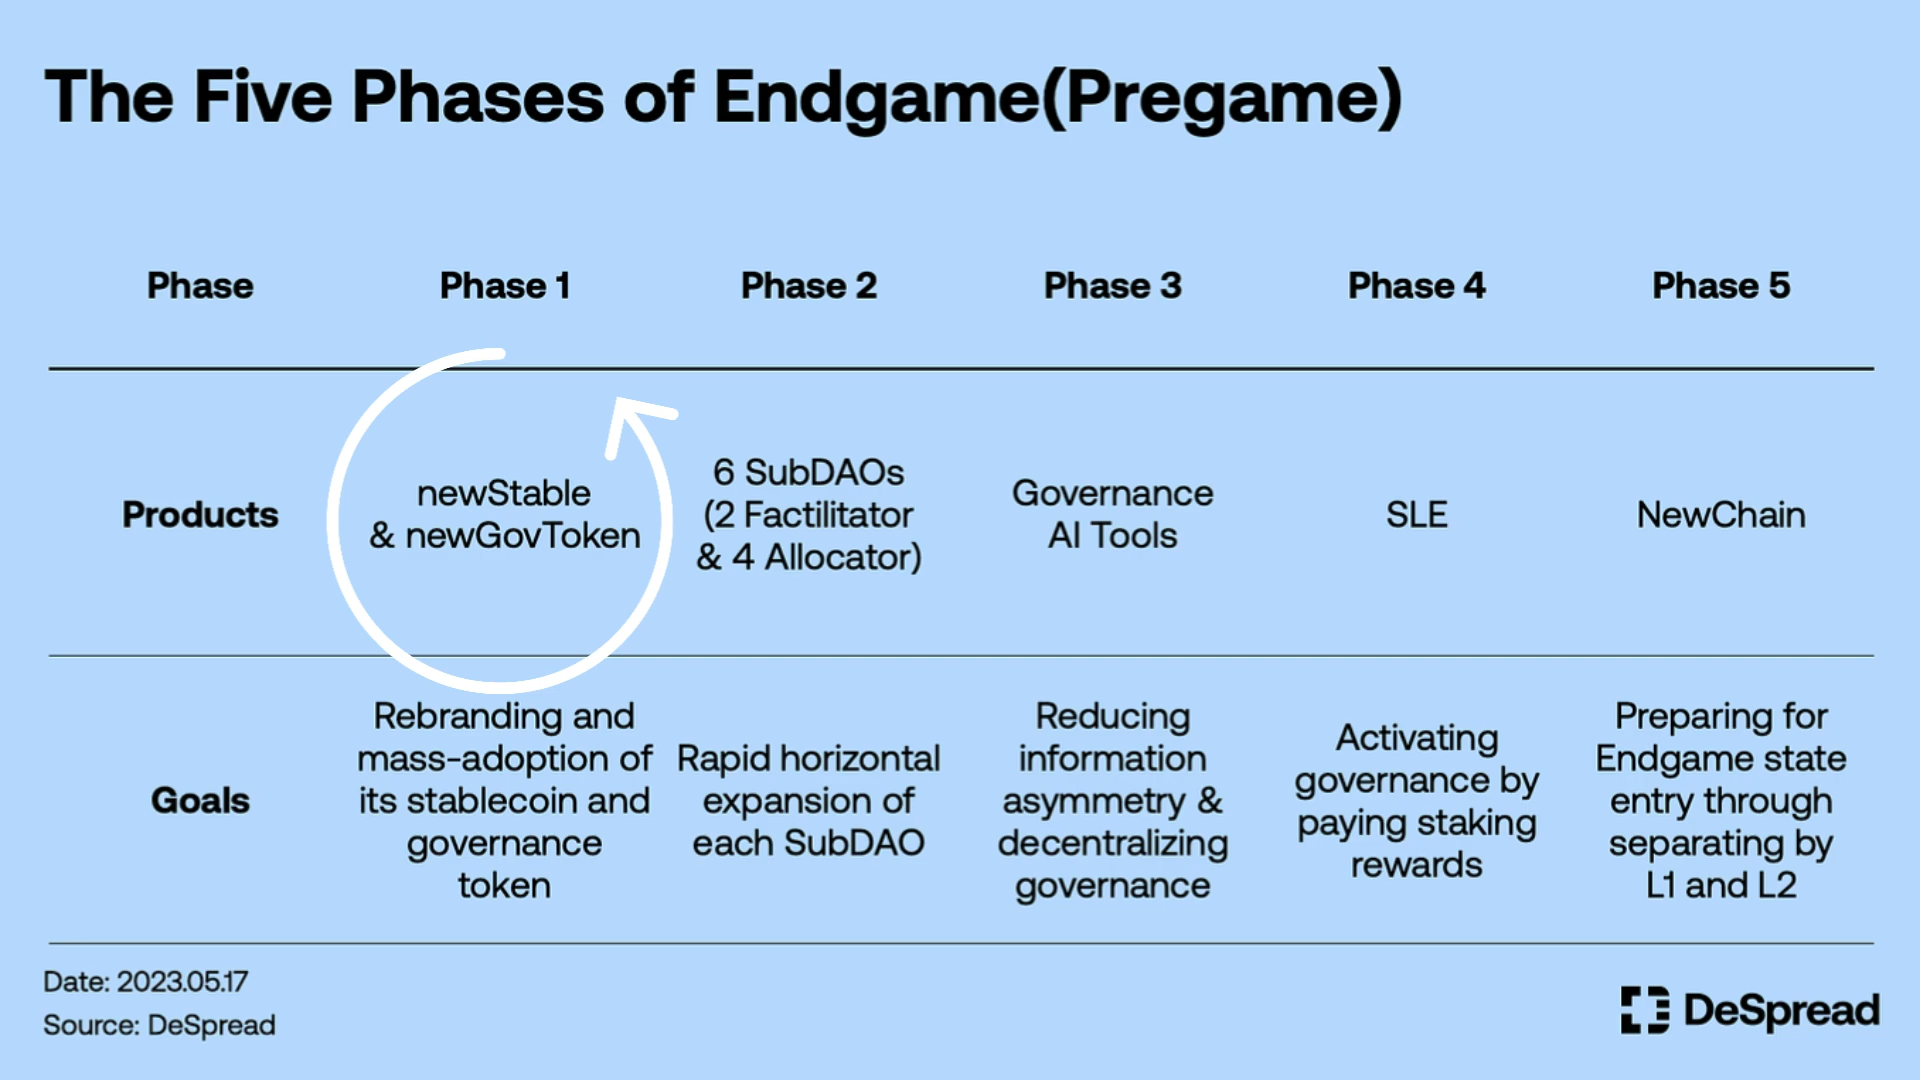 The Five Phases of Endgame(Pregame)
Phase
Phase 1
Phase 2
Phase 3
Phase 4
Phase 5
Products
newStable
& newGovToken
6 SubDAOs
(2 Factilitator
& 4 Allocator)
Governance
AI Tools
SLE
NewChain
Goals
Rebranding and
mass-adoption of
its stablecoin and
governance
token
Rapid horizontal
expansion of
each SubDAO
Reducing
information
asymmetry &
decentralizing
governance
Activating
governance by
paying staking
rewards
Preparing for
Endgame state
entry through
separating by
L1 and L2
Date: 2023.05.17
Source: DeSpread
DeSpread